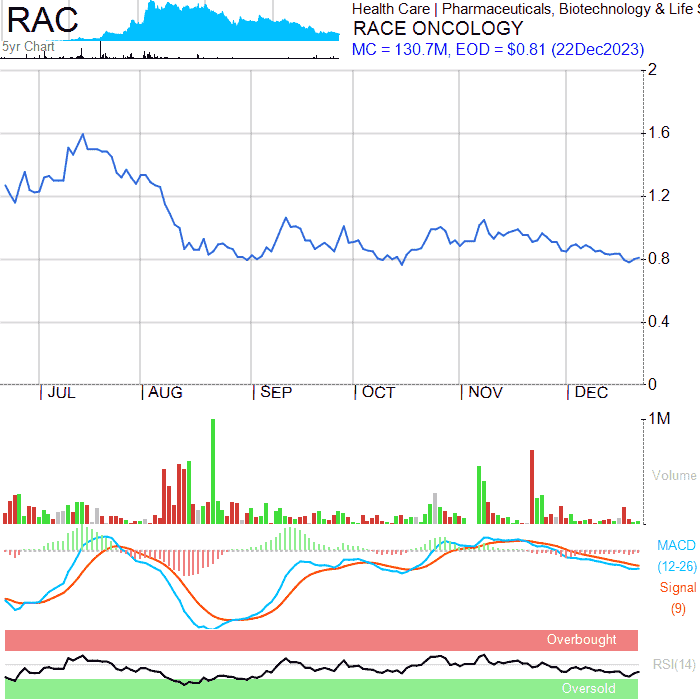 RAC
5yr Chart
Health Care | Pharmaceuticals, Biotechnology & Life S
RACE ONCOLOGY
MC = 130.7M, EOD = $0.81 (22Dec2023)
2
1.6
1.2
0.8
0.4
0
JUL AUG SEP OCT NOV DEC
1M
Volume
MACD
(12-26)
Signal
(9)
Overbought
RSI(14)
Oversold